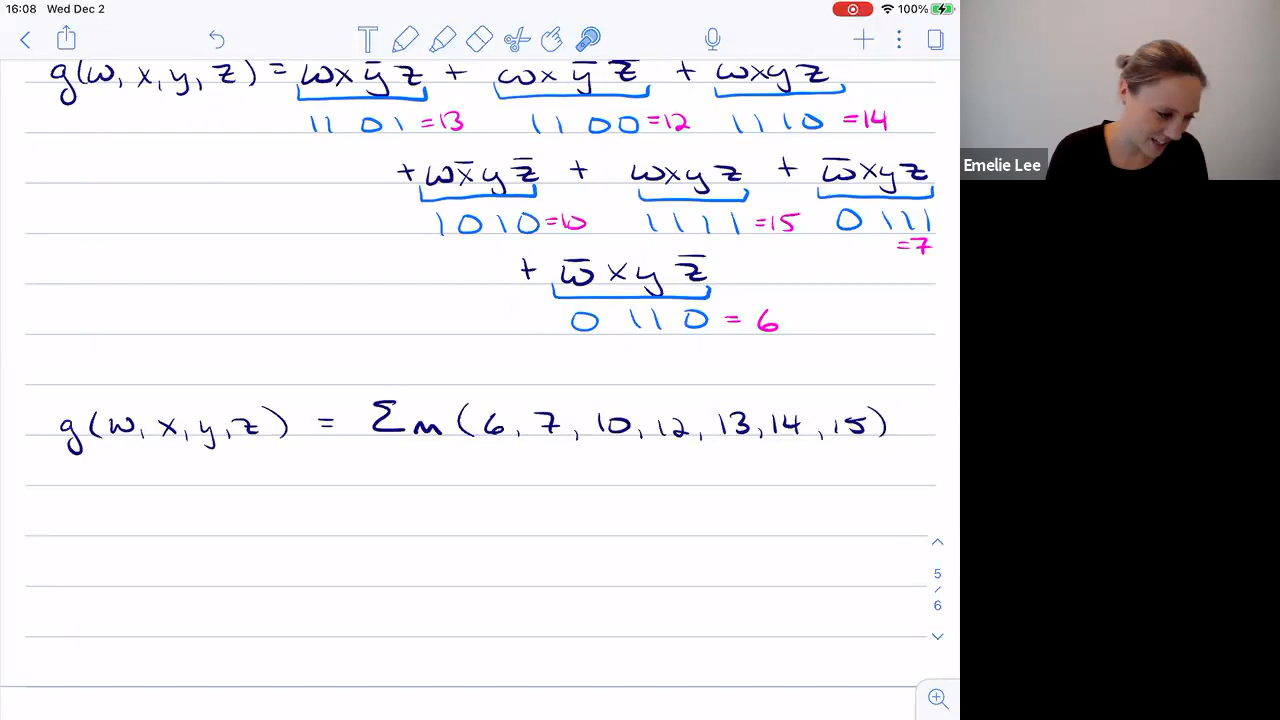 16:08 Wed Dec 2 100%
g(w, x, y, z) = wxy̅z + wxy̅z̅ + wxyz
1101 =13 1100 =12 1110 =14
+ wx̅yz̅ + wxyz + w̅xyz
1010 =10 1111 =15 0111
=7
+ w̅xyz̅
0110 = 6
g(w, x, y, z) = Σm (6, 7, 10, 12, 13, 14, 15)
5
/
6
Emelie Lee